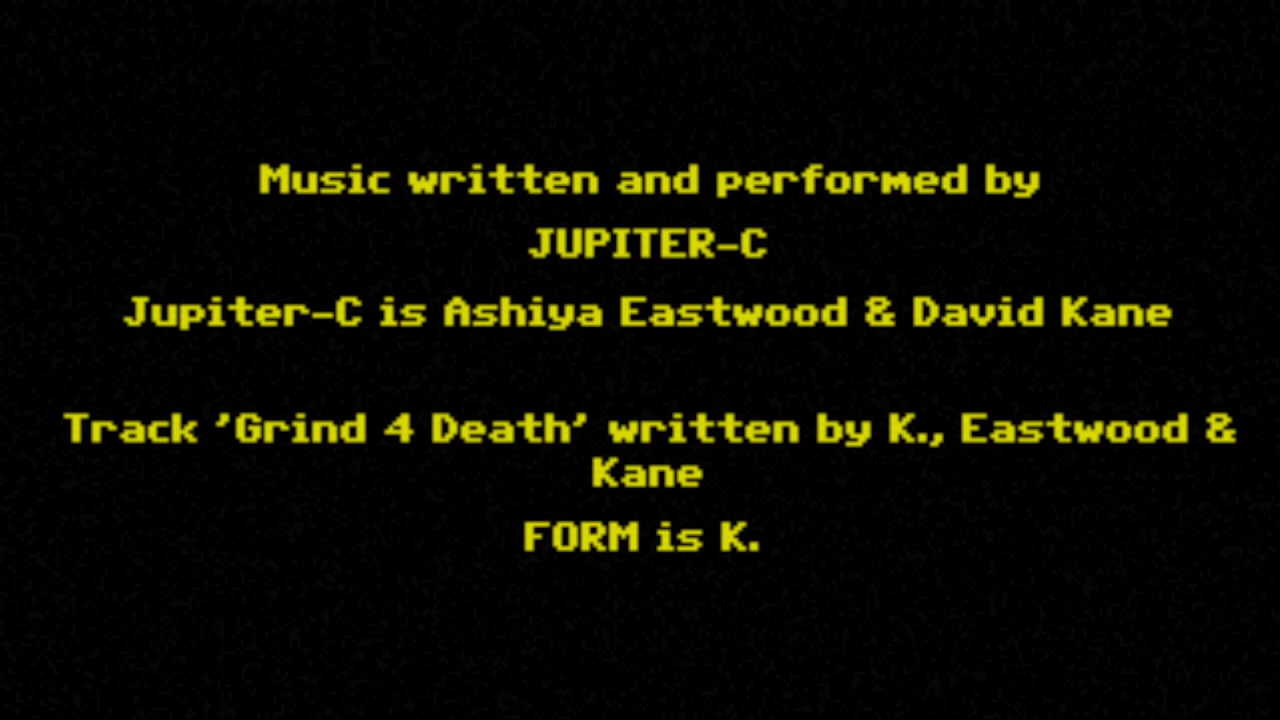 Music written and performed by
JUPITER-C
Jupiter-C is Ashiya Eastwood & David Kane
Track 'Grind 4 Death' written by K., Eastwood &
Kane
FORM is K.